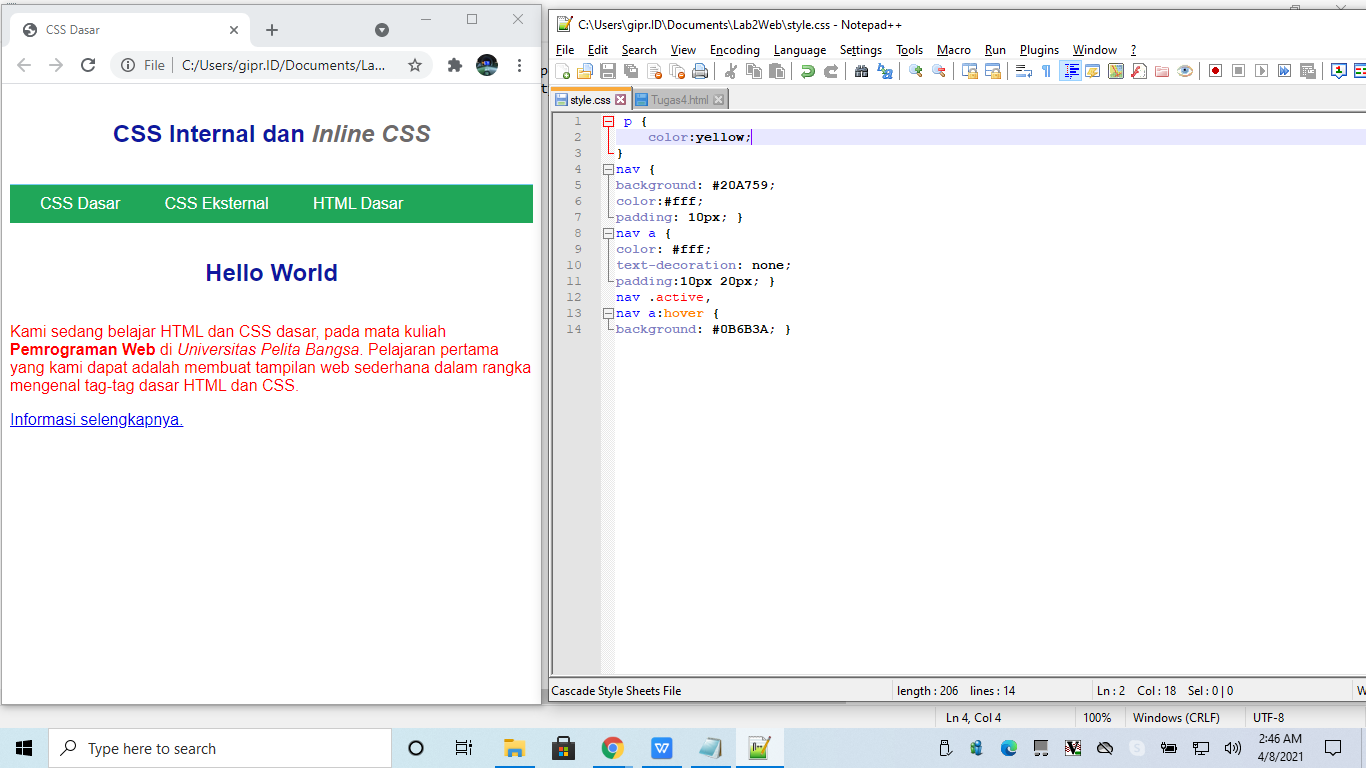 CSS Dasar
File
C:/Users/gipr.ID/Documents/La...
CSS Internal dan Inline CSS
CSS Dasar CSS Eksternal HTML Dasar
Hello World
Kami sedang belajar HTML dan CSS dasar, pada mata kuliah
Pemrograman Web di Universitas Pelita Bangsa. Pelajaran pertama
yang kami dapat adalah membuat tampilan web sederhana dalam rangka
mengenal tag-tag dasar HTML dan CSS.
Informasi selengkapnya.
C:\Users\gipr.ID\Documents\Lab2Web\style.css - Notepad++
File Edit Search View Encoding Language Settings Tools Macro Run Plugins Window ?
style.css Tugas4.html
1 p {
2 color:yellow;
3 }
4 nav {
5 background: #20A759;
6 color:#fff;
7 padding: 10px; }
8 nav a {
9 color: #fff;
10 text-decoration: none;
11 padding:10px 20px; }
12 nav .active,
13 nav a:hover {
14 background: #0B6B3A; }
Cascade Style Sheets File length : 206 lines : 14 Ln : 2 Col : 18 Sel : 0 | 0
Ln 4, Col 4 100% Windows (CRLF) UTF-8
Type here to search
2:46 AM
4/8/2021